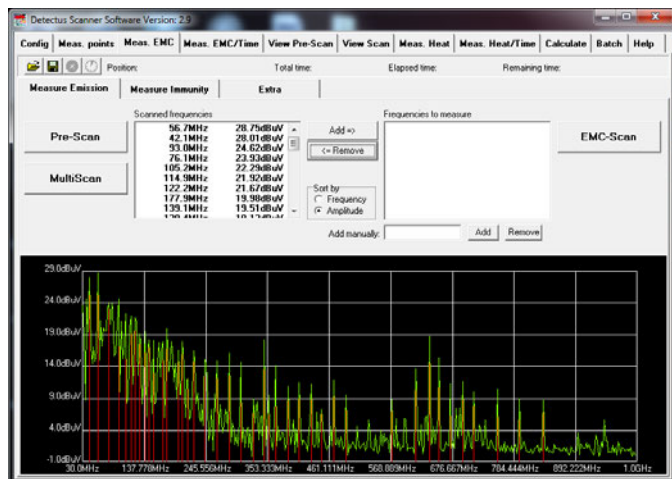 Detectus Scanner Software Version: 2.9
Config Meas. points Meas. EMC Meas. EMC/Time View Pre-Scan View Scan Meas. Heat Meas. Heat/Time Calculate Batch Help
Position: Total time: Elapsed time: Remaining time:
Measure Emission Measure Immunity Extra
Scanned frequencies Frequencies to measure
Pre-Scan
MultiScan
56.7MHz 28.75dBuV
42.1MHz 28.01dBuV
93.0MHz 24.62dBuV
76.1MHz 23.93dBuV
105.2MHz 22.29dBuV
114.9MHz 21.92dBuV
122.2MHz 21.67dBuV
177.9MHz 19.98dBuV
139.1MHz 19.51dBuV
Add =>
<= Remove
Sort by
Frequency
Amplitude
EMC-Scan
Add manually: Add Remove
29.0dBuV
24.0dBuV
19.0dBuV
14.0dBuV
9.0dBuV
4.0dBuV
-1.0dBuV
30.0MHz 137.778MHz 245.556MHz 353.333MHz 461.111MHz 568.889MHz 676.667MHz 784.444MHz 892.222MHz 1.0GHz